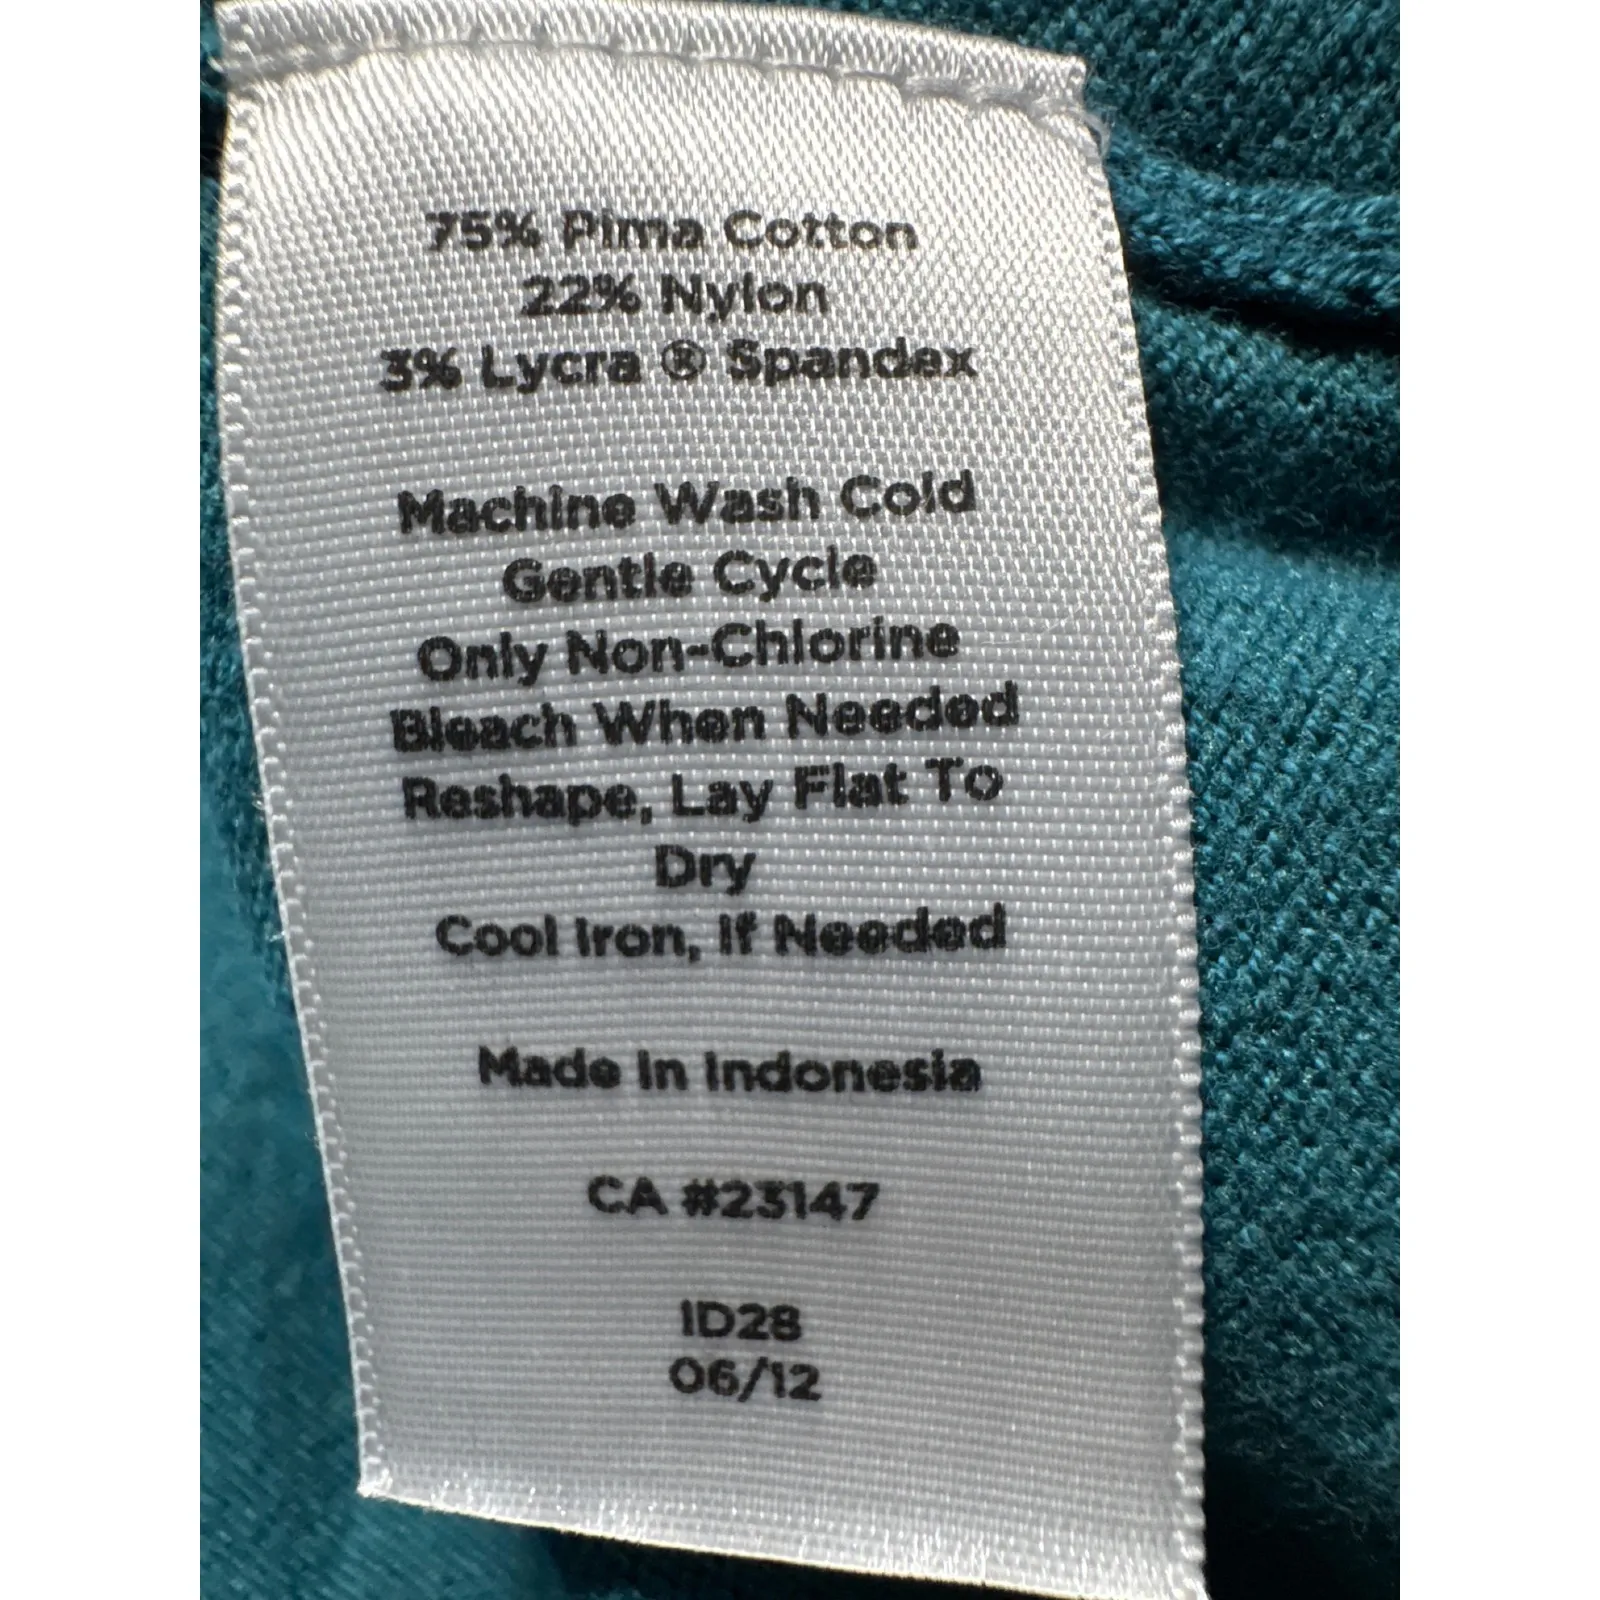 75% Pima Cotton
22% Nylon
3% Lycra ® Spandex
Machine Wash Cold
Gentle Cycle
Only Non-Chlorine
Bleach When Needed
Reshape, Lay Flat To
Dry
Cool Iron, If Needed
Made In Indonesia
CA #23147
ID28
06/12